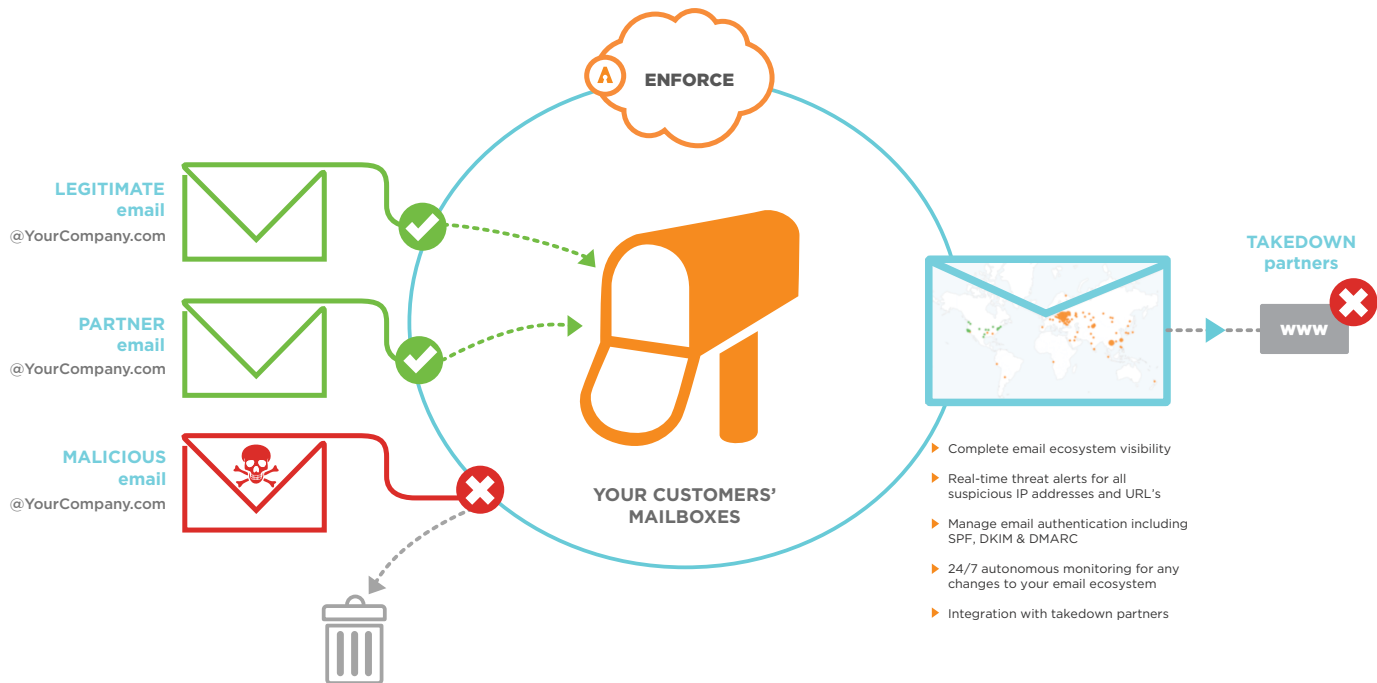 ENFORCE
LEGITIMATE
email
@YourCompany.com
PARTNER
email
@YourCompany.com
MALICIOUS
email
@YourCompany.com
YOUR CUSTOMERS’
MAILBOXES
TAKEDOWN
partners
www
Complete email ecosystem visibility
Real-time threat alerts for all
suspicious IP addresses and URL's
Manage email authentication including
SPF, DKIM & DMARC
24/7 autonomous monitoring for any
changes to your email ecosystem
Integration with takedown partners